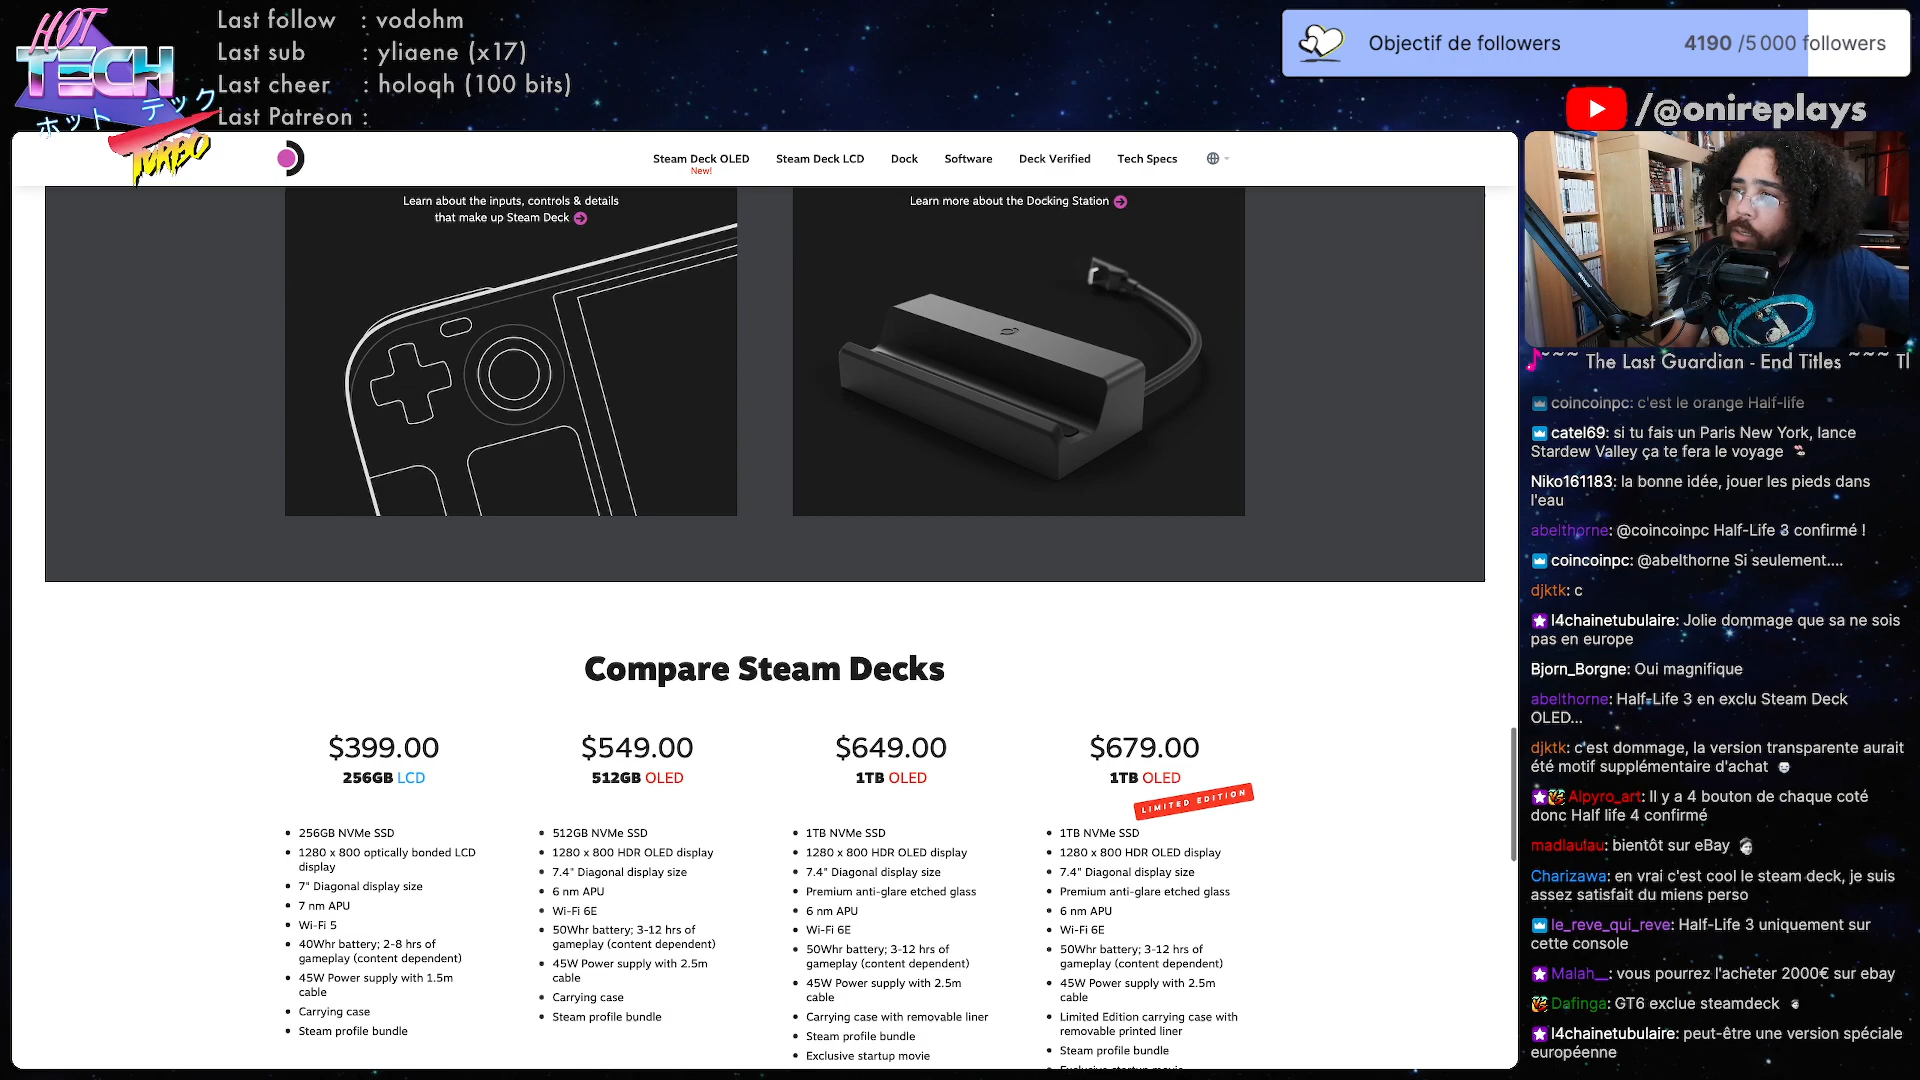 HOT
TECH
ホット テック
TURBO
Last follow : vodohm
Last sub : yliaene (x17)
Last cheer : holoqh (100 bits)
Last Patreon :
Objectif de followers 4190 /5 000 followers
/@onireplays
Steam Deck OLED Steam Deck LCD Dock Software Deck Verified Tech Specs
New!
Learn about the inputs, controls & details
that make up Steam Deck
Learn more about the Docking Station
Compare Steam Decks
$399.00
256GB LCD
256GB NVMe SSD
1280 x 800 optically bonded LCD
display
7" Diagonal display size
7 nm APU
Wi-Fi 5
40Whr battery; 2-8 hrs of
gameplay (content dependent)
45W Power supply with 1.5m
cable
Carrying case
Steam profile bundle
$549.00
512GB OLED
512GB NVMe SSD
1280 x 800 HDR OLED display
7.4" Diagonal display size
6 nm APU
Wi-Fi 6E
50Whr battery; 3-12 hrs of
gameplay (content dependent)
45W Power supply with 2.5m
cable
Carrying case
Steam profile bundle
$649.00
1TB OLED
1TB NVMe SSD
1280 x 800 HDR OLED display
7.4" Diagonal display size
Premium anti-glare etched glass
6 nm APU
Wi-Fi 6E
50Whr battery; 3-12 hrs of
gameplay (content dependent)
45W Power supply with 2.5m
cable
Carrying case with removable liner
Steam profile bundle
Exclusive startup movie
$679.00
1TB OLED
LIMITED EDITION
1TB NVMe SSD
1280 x 800 HDR OLED display
7.4" Diagonal display size
Premium anti-glare etched glass
6 nm APU
Wi-Fi 6E
50Whr battery; 3-12 hrs of
gameplay (content dependent)
45W Power supply with 2.5m
cable
Limited Edition carrying case with
removable printed liner
Steam profile bundle
~~~ The Last Guardian - End Titles ~~~ Tl
coincoinpc: c'est le orange Half-life
catel69: si tu fais un Paris New York, lance
Stardew Valley ça te fera le voyage
Niko161183: la bonne idée, jouer les pieds dans
l'eau
abelthorne: @coincoinpc Half-Life 3 confirmé !
coincoinpc: @abelthorne Si seulement....
djktk: c
l4chainetubulaire: Jolie dommage que sa ne sois
pas en europe
Bjorn_Borgne: Oui magnifique
abelthorne: Half-Life 3 en exclu Steam Deck
OLED...
djktk: c'est dommage, la version transparente aurait
été motif supplémentaire d'achat
Alpyro_art: Il y a 4 bouton de chaque coté
donc Half life 4 confirmé
madlaulau: bientôt sur eBay
Charizawa: en vrai c'est cool le steam deck, je suis
assez satisfait du miens perso
le_reve_qui_reve: Half-Life 3 uniquement sur
cette console
Malah__: vous pourrez l'acheter 2000€ sur ebay
Dafinga: GT6 exclue steamdeck
l4chainetubulaire: peut-être une version spéciale
européenne